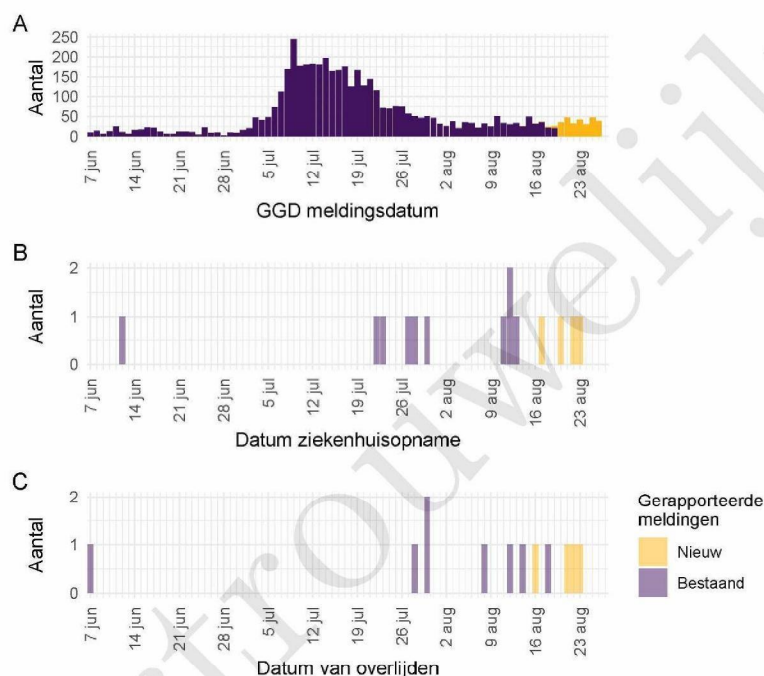 A
Aantal
250
200
150
100
50
0
7 jun
14 jun
21 jun
28 jun
5 jul
12 jul
19 jul
26 jul
2 aug
9 aug
16 aug
23 aug
GGD meldingsdatum
B
Aantal
2
1
0
7 jun
14 jun
21 jun
28 jun
5 jul
12 jul
19 jul
26 jul
2 aug
9 aug
16 aug
23 aug
Datum ziekenhuisopname
C
Aantal
2
1
0
7 jun
14 jun
21 jun
28 jun
5 jul
12 jul
19 jul
26 jul
2 aug
9 aug
16 aug
23 aug
Datum van overlijden
Gerapporteerde
meldingen
Nieuw
Bestaand